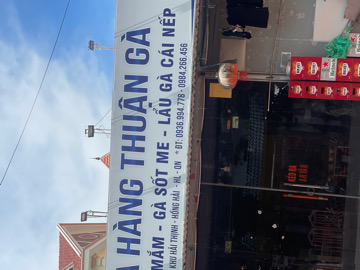 HÀNG THUẬN GÀ
MẮM - GÀ SỐT ME - LẨU GÀ CÁI NẾP
KHU HẢI THỊNH - HỒNG HẢI - HL - QN * ĐT: 0936.994.778 - 0984.266.456